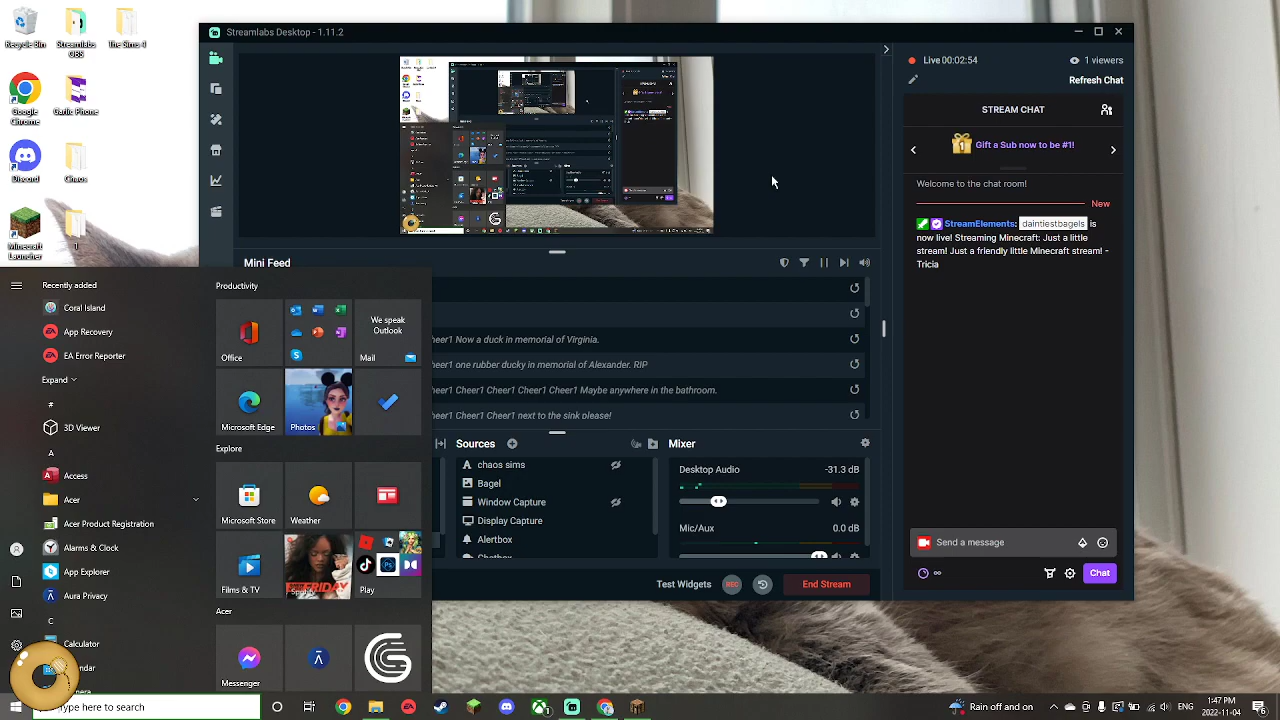 Recycle Bin
Streamlabs OBS
The Sims 4
Google Chrome
Gartic Phone
Discord
Chaos
Minecraft Launcher
1
Streamlabs Desktop - 1.11.2
Live 00:02:54
1 viewers
Refresh Chat
STREAM CHAT
Gift a Sub now to be #1!
Welcome to the chat room!
New
StreamElements: daintiestbagels is
now live! Streaming Minecraft: Just a little
stream! Just a friendly little Minecraft stream! -
Tricia
Send a message
Chat
Mini Feed
heer1 Now a duck in memorial of Virginia.
heer1 one rubber ducky in memorial of Alexander. RIP
heer1 Cheer1 Cheer1 Cheer1 Cheer1 Maybe anywhere in the bathroom.
heer1 Cheer1 Cheer1 next to the sink please!
Sources
chaos sims
Bagel
Window Capture
Display Capture
Alertbox
Chatbox
Mixer
Desktop Audio
-31.3 dB
Mic/Aux
0.0 dB
Test Widgets
REC
End Stream
Recently added
Coral Island
App Recovery
EA Error Reporter
Expand
#
3D Viewer
A
Access
Acer
Acer Product Registration
Alarms & Clock
App Explorer
Aura Privacy
C
Calculator
ndar
mera
Productivity
Office
We speak
Outlook
Mail
Microsoft Edge
Photos
Explore
Microsoft Store
Weather
Films & TV
Spotify
Play
Acer
Messenger
ype here to search
Rain off and on
1:47 PM
2022-11-04